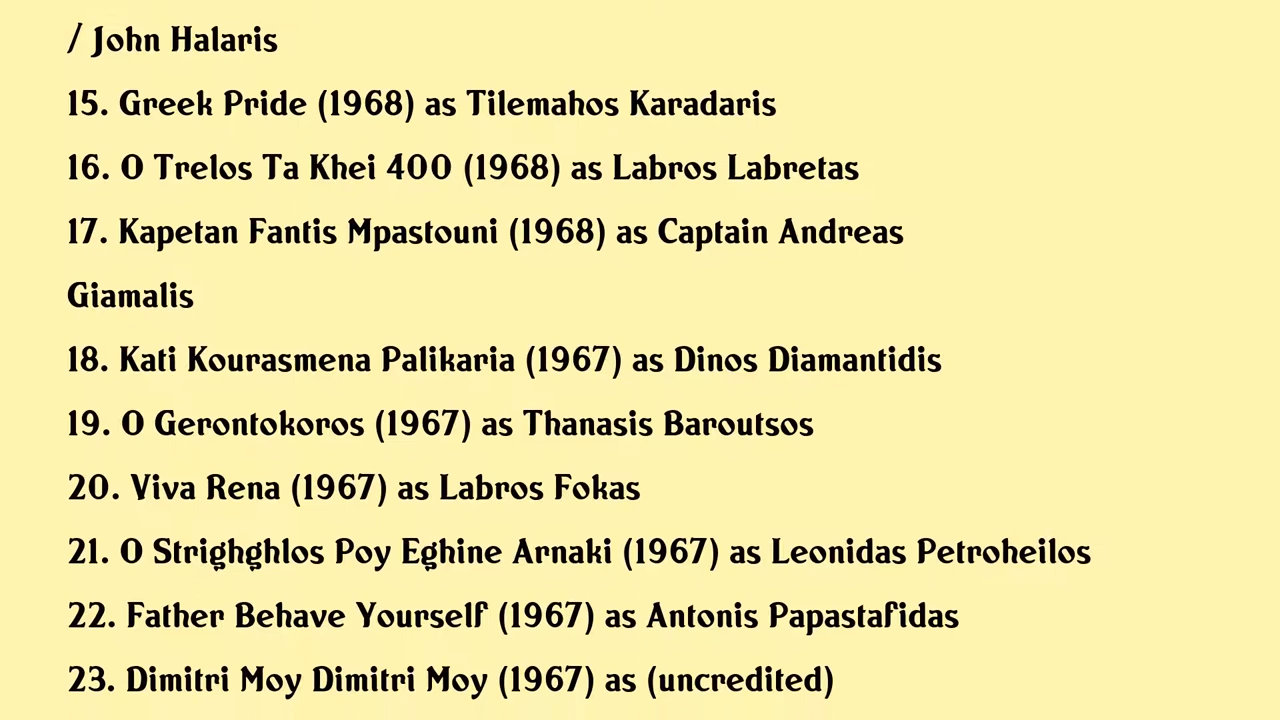 / John Halaris
15. Greek Pride (1968) as Tilemahos Karadaris
16. O Trelos Ta Khei 400 (1968) as Labros Labretas
17. Kapetan Fantis Mpastouni (1968) as Captain Andreas
Giamalis
18. Kati Kourasmena Palikaria (1967) as Dinos Diamantidis
19. O Gerontokoros (1967) as Thanasis Baroutsos
20. Viva Rena (1967) as Labros Fokas
21. O Strighghlos Poy Eghine Arnaki (1967) as Leonidas Petroheilos
22. Father Behave Yourself (1967) as Antonis Papastafidas
23. Dimitri Moy Dimitri Moy (1967) as (uncredited)